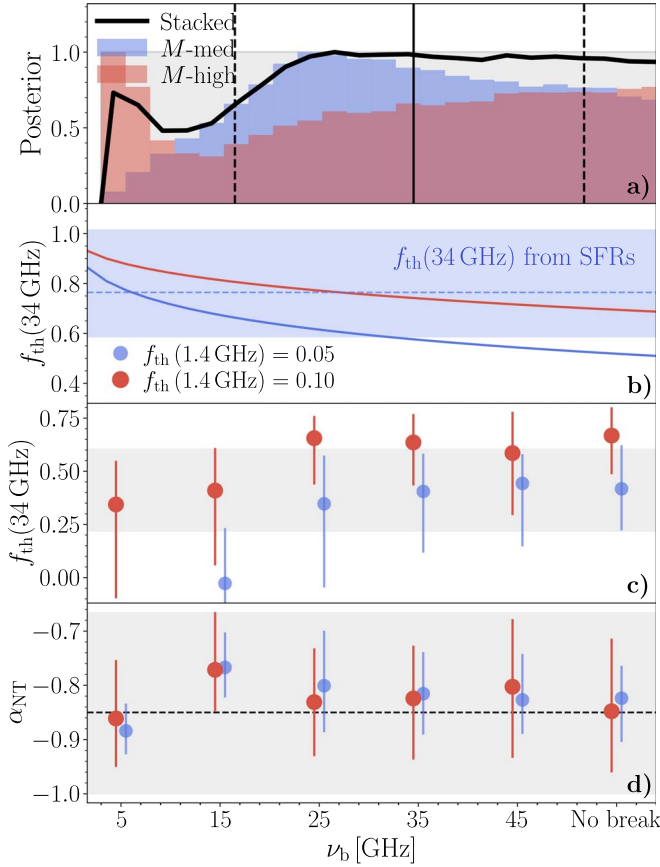 Stacked
M-med
M-high
Posterior
1.0
0.5
0.0
a)
f_th(34 GHz)
1.0
0.8
0.6
0.4
f_th(34 GHz) from SFRs
f_th(1.4 GHz) = 0.05
f_th(1.4 GHz) = 0.10
b)
f_th(34 GHz)
0.75
0.50
0.25
0.00
c)
α_NT
−0.7
−0.8
−0.9
−1.0
d)
5 15 25 35 45 No break
ν_b [GHz]